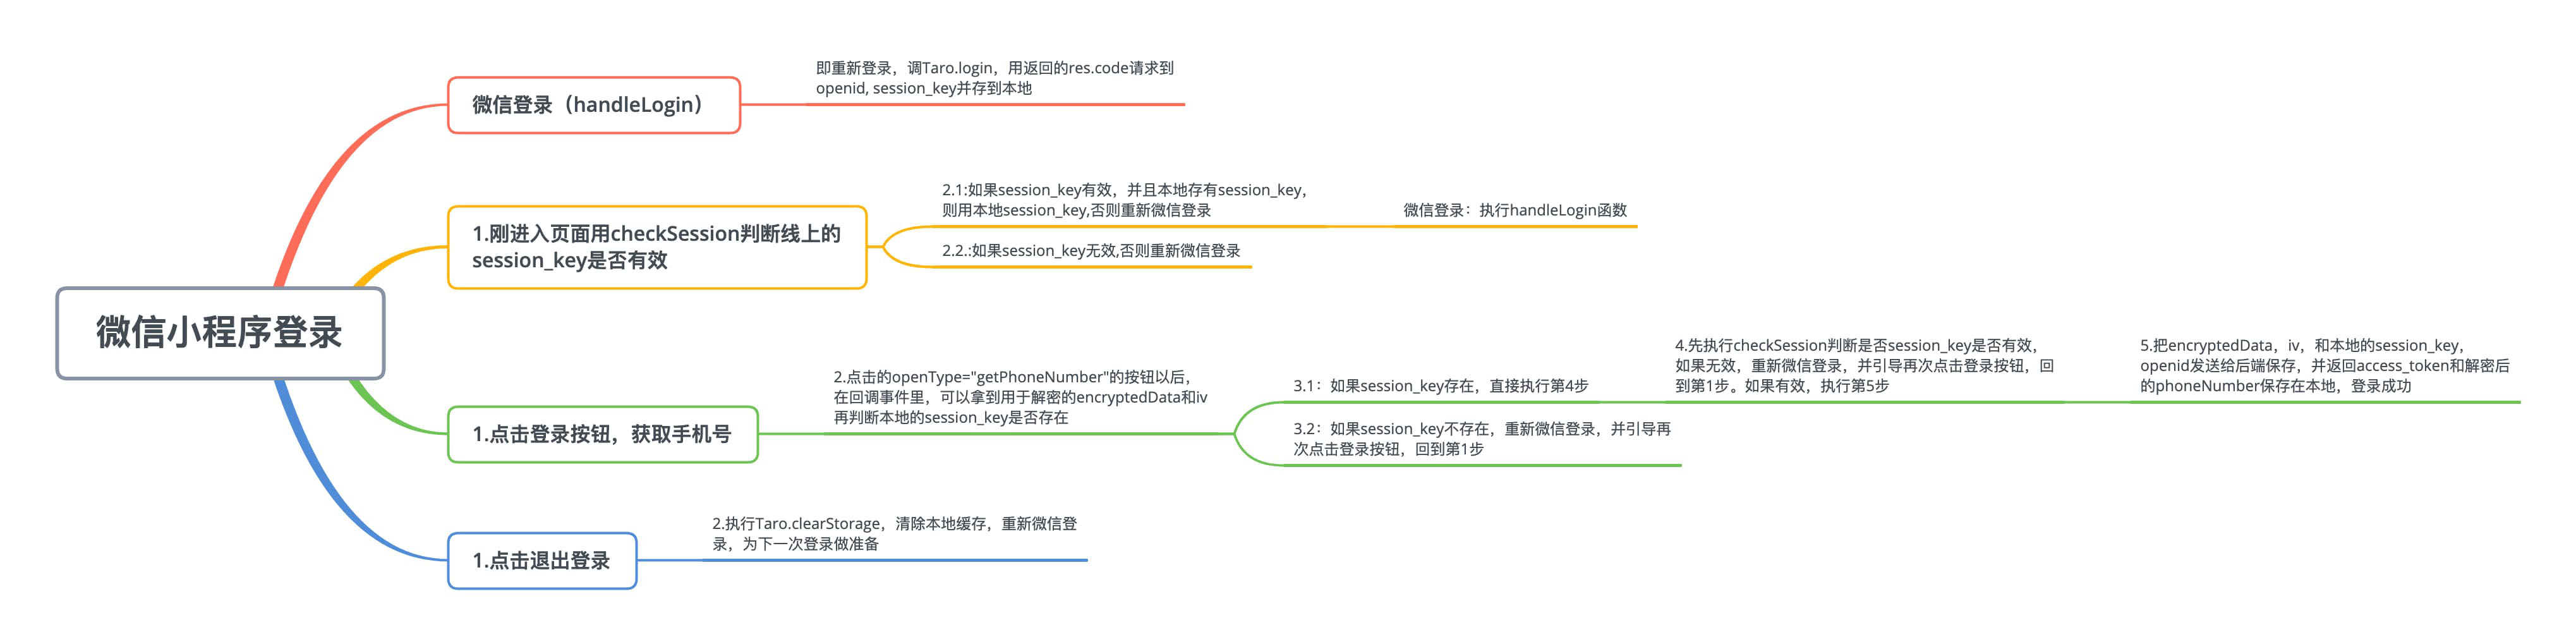 微信小程序登录
微信登录（handleLogin）
即重新登录，调Taro.login，用返回的res.code请求到
openid, session_key并存到本地
1.刚进入页面用checkSession判断线上的
session_key是否有效
2.1:如果session_key有效，并且本地存有session_key，
则用本地session_key,否则重新微信登录
微信登录：执行handleLogin函数
2.2.:如果session_key无效,否则重新微信登录
1.点击登录按钮，获取手机号
2.点击的openType="getPhoneNumber"的按钮以后，
在回调事件里，可以拿到用于解密的encryptedData和iv
再判断本地的session_key是否存在
3.1：如果session_key存在，直接执行第4步
4.先执行checkSession判断是否session_key是否有效，
如果无效，重新微信登录，并引导再次点击登录按钮，回
到第1步。如果有效，执行第5步
5.把encryptedData，iv，和本地的session_key，
openid发送给后端保存，并返回access_token和解密后
的phoneNumber保存在本地，登录成功
3.2：如果session_key不存在，重新微信登录，并引导再
次点击登录按钮，回到第1步
1.点击退出登录
2.执行Taro.clearStorage，清除本地缓存，重新微信登
录，为下一次登录做准备